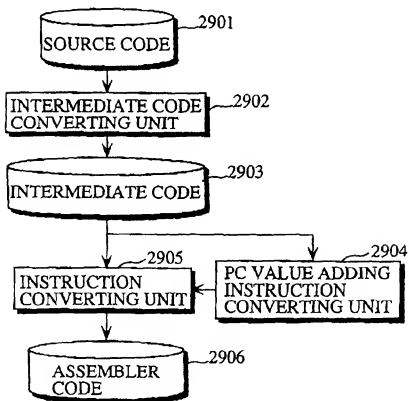 2901
SOURCE CODE
2902
INTERMEDIATE CODE
CONVERTING UNIT
2903
INTERMEDIATE CODE
2905
INSTRUCTION
CONVERTING UNIT
2904
PC VALUE ADDING
INSTRUCTION
CONVERTING UNIT
2906
ASSEMBLER
CODE